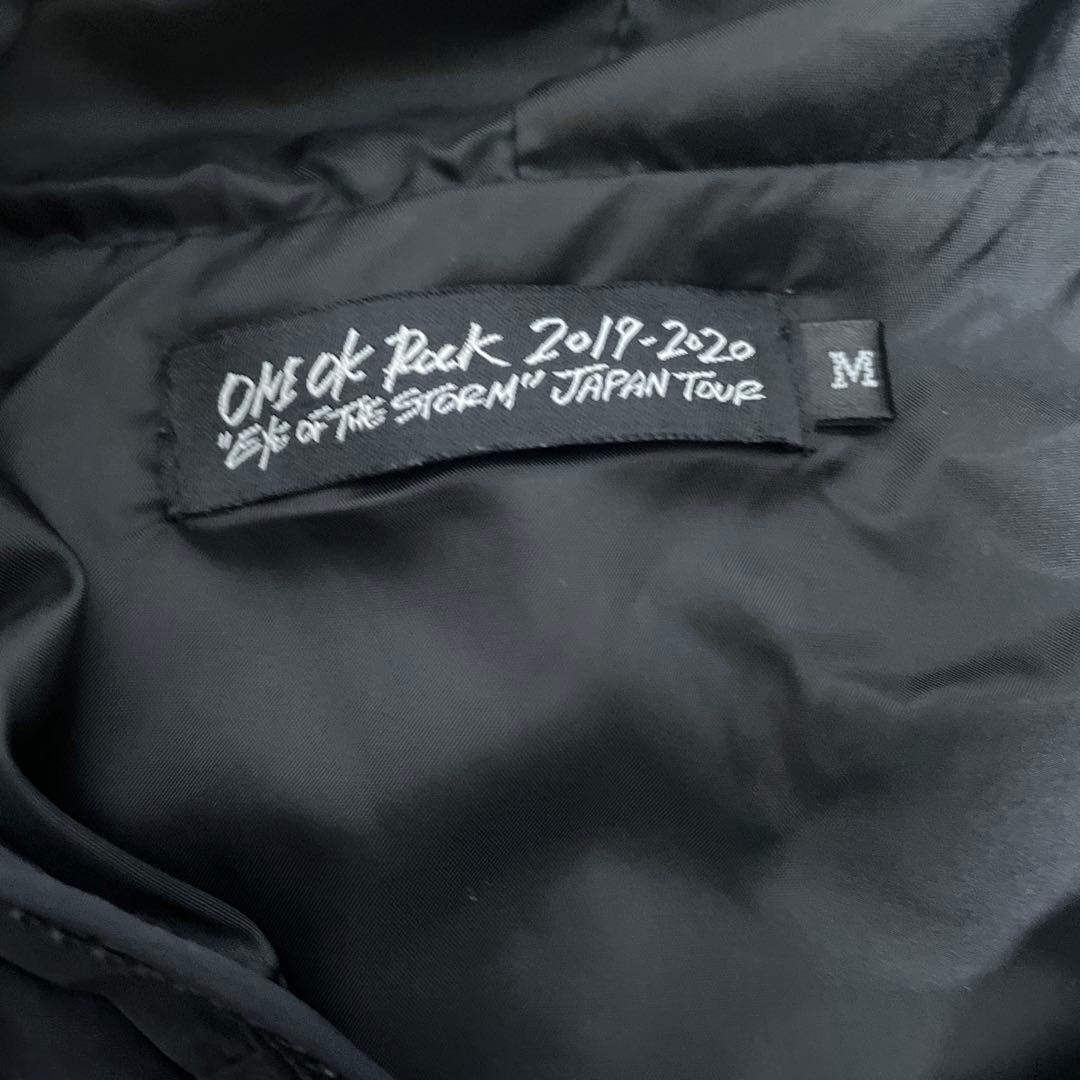 ONE OK ROCK 2019-2020
"EYE OF THE STORM" JAPAN TOUR
M